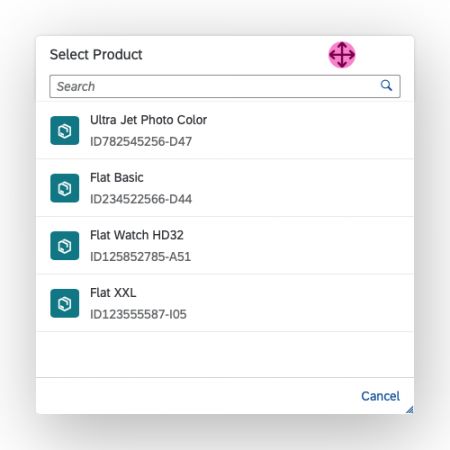 Select Product
Search
Ultra Jet Photo Color
ID782545256-D47
Flat Basic
ID234522566-D44
Flat Watch HD32
ID125852785-A51
Flat XXL
ID123555587-I05
Cancel